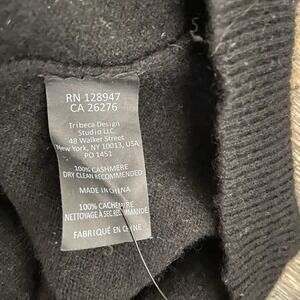 RN 128947
CA 26276
Tribeca Design
Studio LLC
48 Walker Street
New York, NY 10013, USA
PO 1451
100% CASHMERE
DRY CLEAN RECOMMENDED
MADE IN CHINA
100% CACHEMIRE
NETTOYAGE À SEC RECOMMANDÉ
FABRIQUÉ EN CHINE